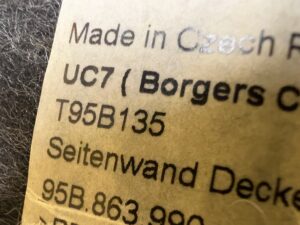 Made in Czech R
UC7 ( Borgers C
T95B135
Seitenwand Decke
95B.863.990